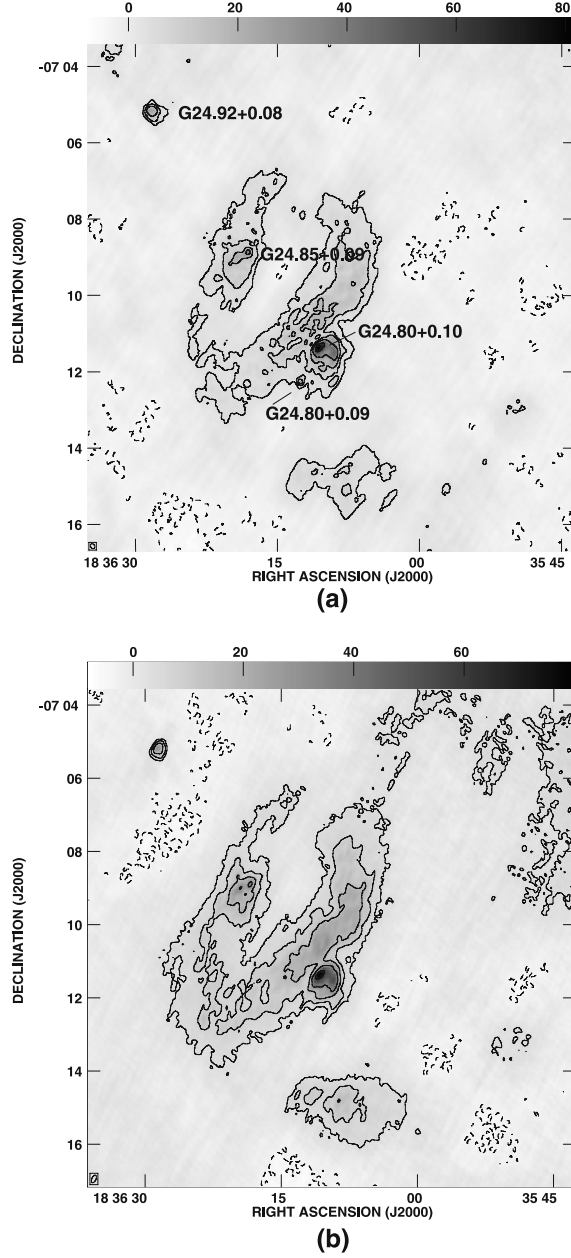 0 20 40 60 80
-07 04
G24.92+0.08
06
08
G24.85+0.09
10
G24.80+0.10
12
G24.80+0.09
14
16
18 36 30 15 00 35 45
DECLINATION (J2000)
RIGHT ASCENSION (J2000)
(a)
0 20 40 60
-07 04
06
08
10
12
14
16
18 36 30 15 00 35 45
DECLINATION (J2000)
RIGHT ASCENSION (J2000)
(b)